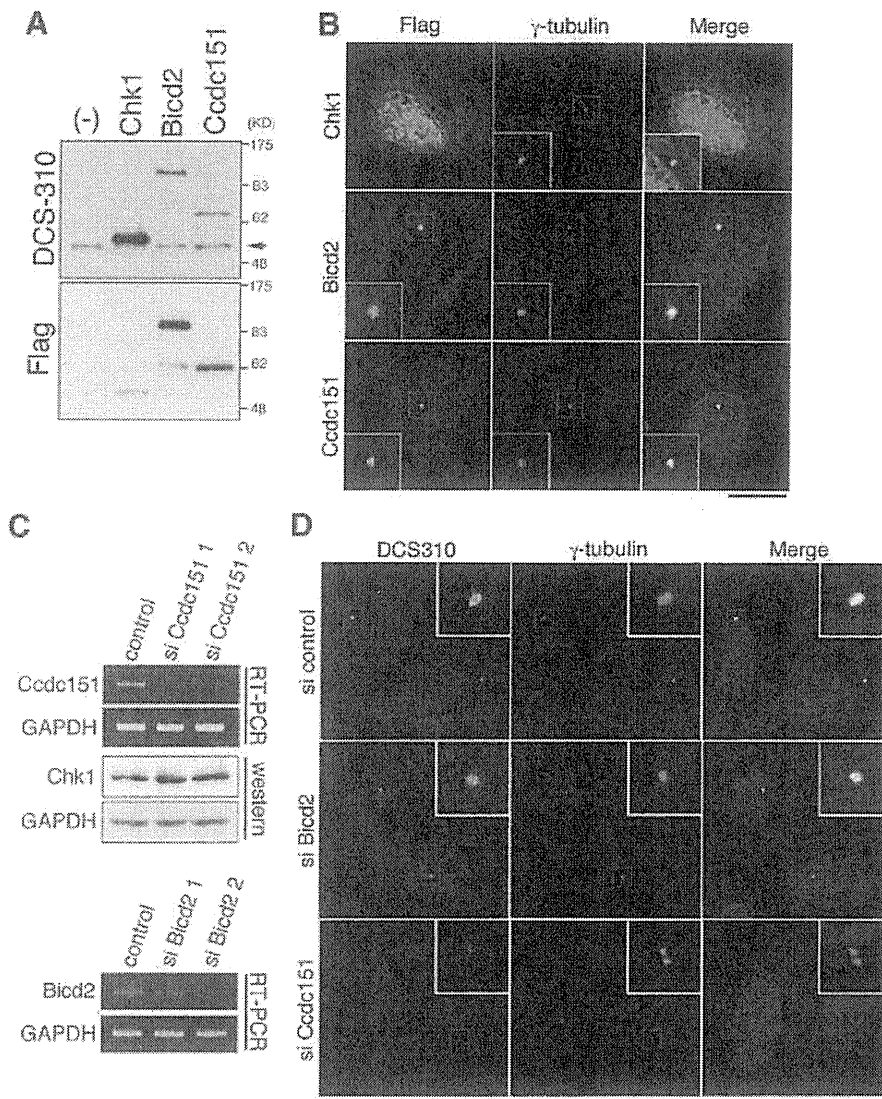 A
(-)
Chk1
Bicd2
Ccdc151
(KD)
DCS-310
175
83
62
48
Flag
175
83
62
48
B
Flag
γ-tubulin
Merge
Chk1
Bicd2
Ccdc151
C
control
si Ccdc151 1
si Ccdc151 2
Ccdc151
GAPDH
RT-PCR
Chk1
GAPDH
western
control
si Bicd2 1
si Bicd2 2
Bicd2
GAPDH
RT-PCR
D
DCS310
γ-tubulin
Merge
si control
si Bicd2
si Ccdc151